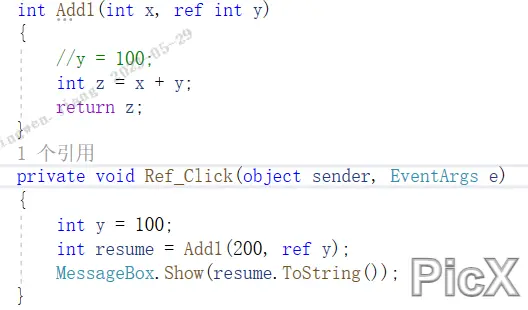 int Add1(int x, ref int y)
{
//y = 100;
int z = x + y;
return z;
}
1 个引用
private void Ref_Click(object sender, EventArgs e)
{
int y = 100;
int resume = Add1(200, ref y);
MessageBox.Show(resume.ToString());
}
PicX